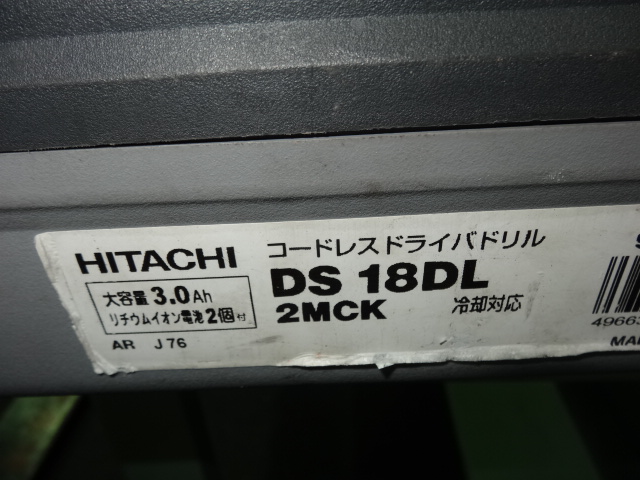 HITACHI
コードレスドライバドリル
大容量 3.0Ah
リチウムイオン電池2個付
DS 18DL
2MCK
冷却対応
AR J76
49663